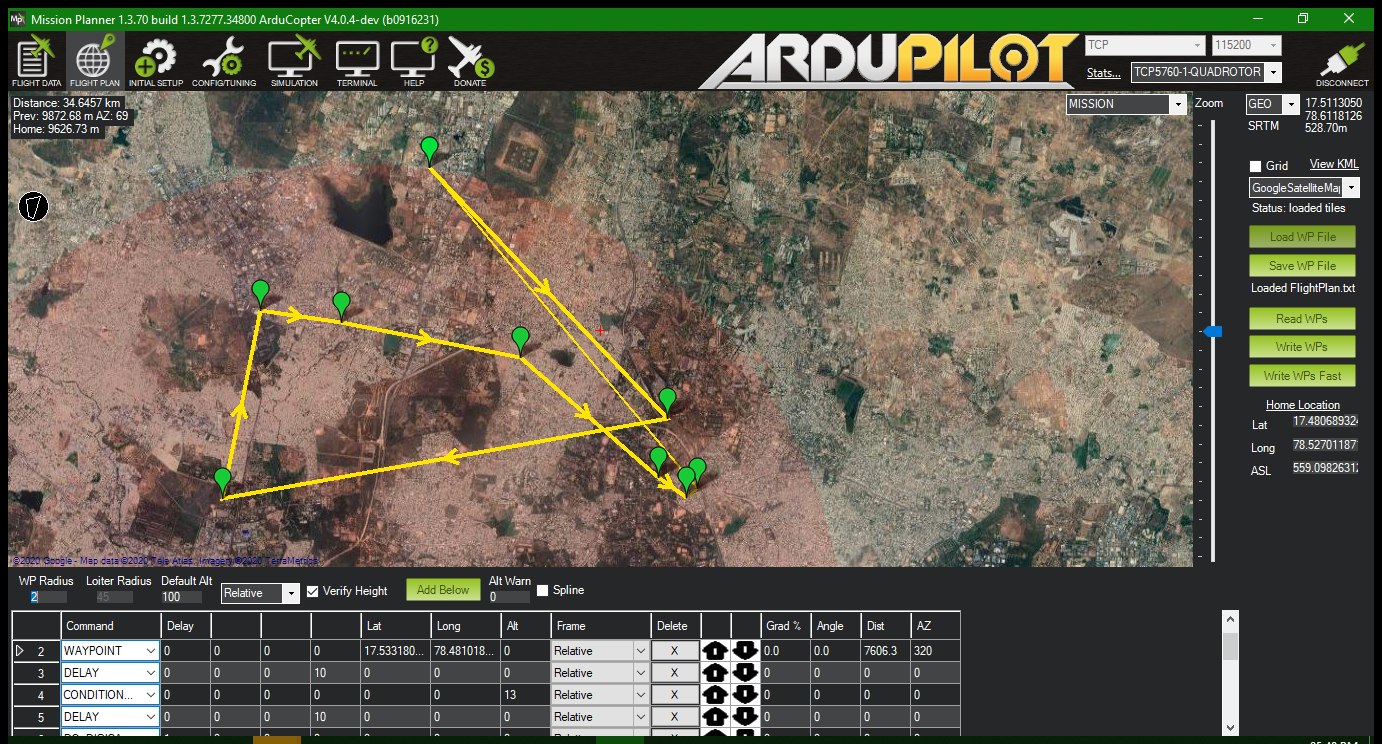 Mission Planner 1.3.70 build 1.3.7277.34800 ArduCopter V4.0.4-dev (b0916231)
FLIGHT DATA FLIGHT PLAN INITIAL SETUP CONFIG/TUNING SIMULATION TERMINAL HELP DONATE
ARDUPILOT
TCP 115200
Stats... TCP5760-1-QUADROTOR
DISCONNECT
Distance: 34.6457 km
Prev: 9872.68 m AZ: 69
Home: 9626.73 m
MISSION Zoom
GEO 17.5113050
78.6118126
SRTM 528.70m
Grid View KML
GoogleSatelliteMap
Status: loaded tiles
Load WP File
Save WP File
Loaded FlightPlan.txt
Read WPs
Write WPs
Write WPs Fast
Home Location
Lat 17.480689324
Long 78.527011871
ASL 559.09826312
©2020 Google - Map data ©2020 Tele Atlas, Imagery ©2020 TerraMetrics
WP Radius Loiter Radius Default Alt Alt Warn
2 45 100 Relative Verify Height Add Below 0 Spline
Command Delay Lat Long Alt Frame Delete Grad % Angle Dist AZ
2 WAYPOINT 0 0 0 0 17.533180... 78.481018... 0 Relative X 0.0 0.0 7606.3 320
3 DELAY 0 0 0 10 0 0 0 Relative X 0 0 0 0
4 CONDITION... 0 0 0 0 0 0 13 Relative X 0 0 0 0
5 DELAY 0 0 0 10 0 0 0 Relative X 0 0 0 0